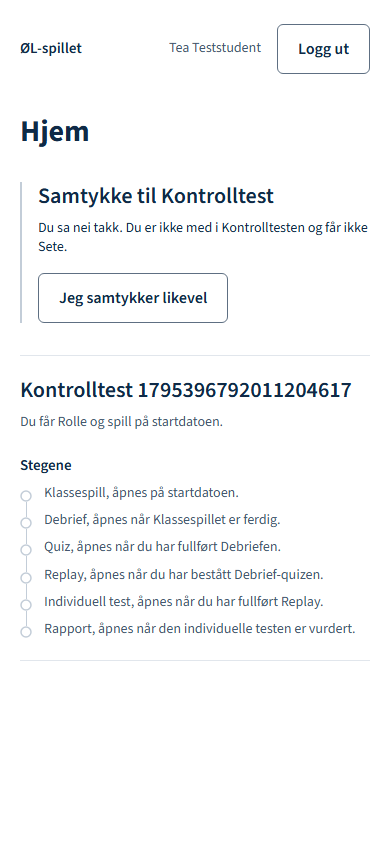 ØL-spillet
Tea Teststudent
Logg ut
Hjem
Samtykke til Kontrolltest
Du sa nei takk. Du er ikke med i Kontrolltesten og får ikke
Sete.
Jeg samtykker likevel
Kontrolltest 1795396792011204617
Du får Rolle og spill på startdatoen.
Stegene
Klassespill, åpnes på startdatoen.
Debrief, åpnes når Klassespillet er ferdig.
Quiz, åpnes når du har fullført Debriefen.
Replay, åpnes når du har bestått Debrief-quizen.
Individuell test, åpnes når du har fullført Replay.
Rapport, åpnes når den individuelle testen er vurdert.